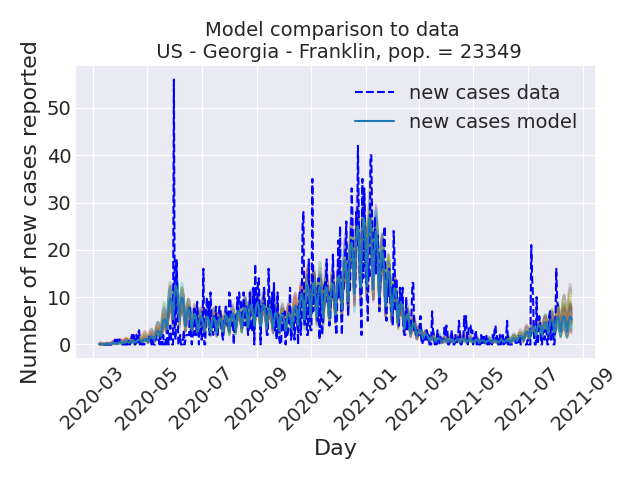 Model comparison to data
US - Georgia - Franklin, pop. = 23349
Number of new cases reported
50
40
30
20
10
0
new cases data
new cases model
2020-03
2020-05
2020-07
2020-09
2020-11
2021-01
2021-03
2021-05
2021-07
2021-09
Day